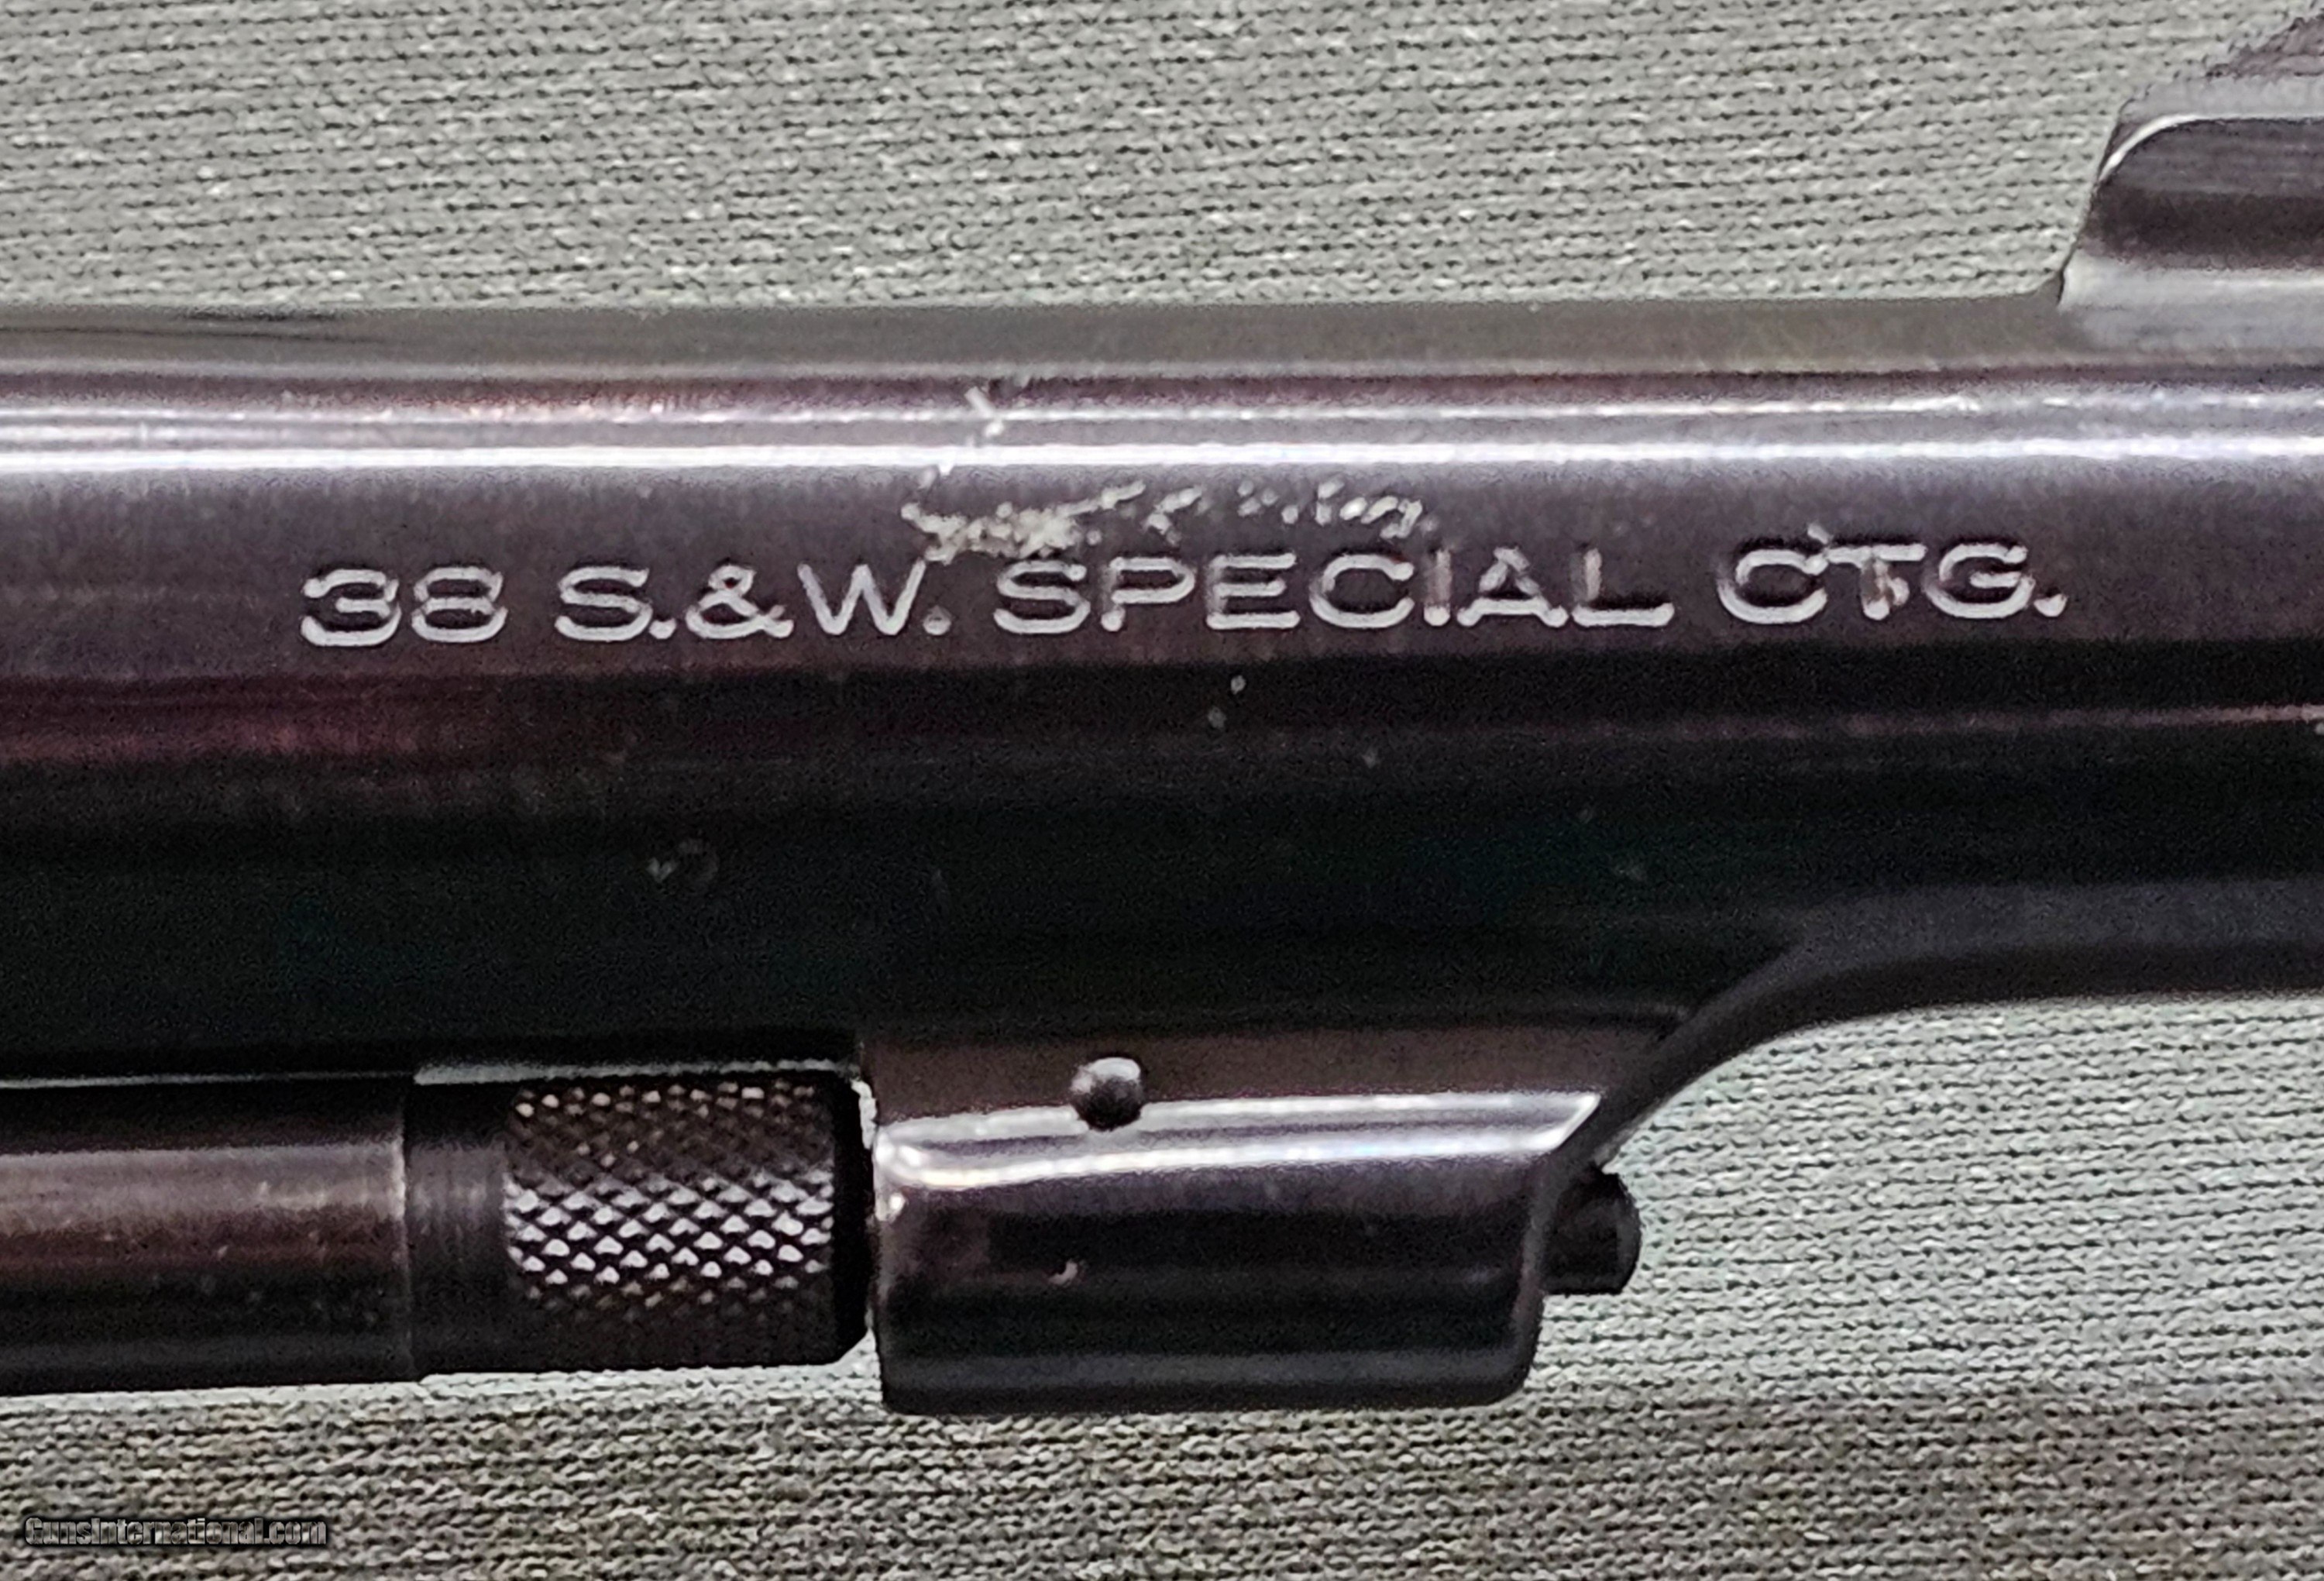 38 S.&W. SPECIAL CTG.
GunsInternational.com